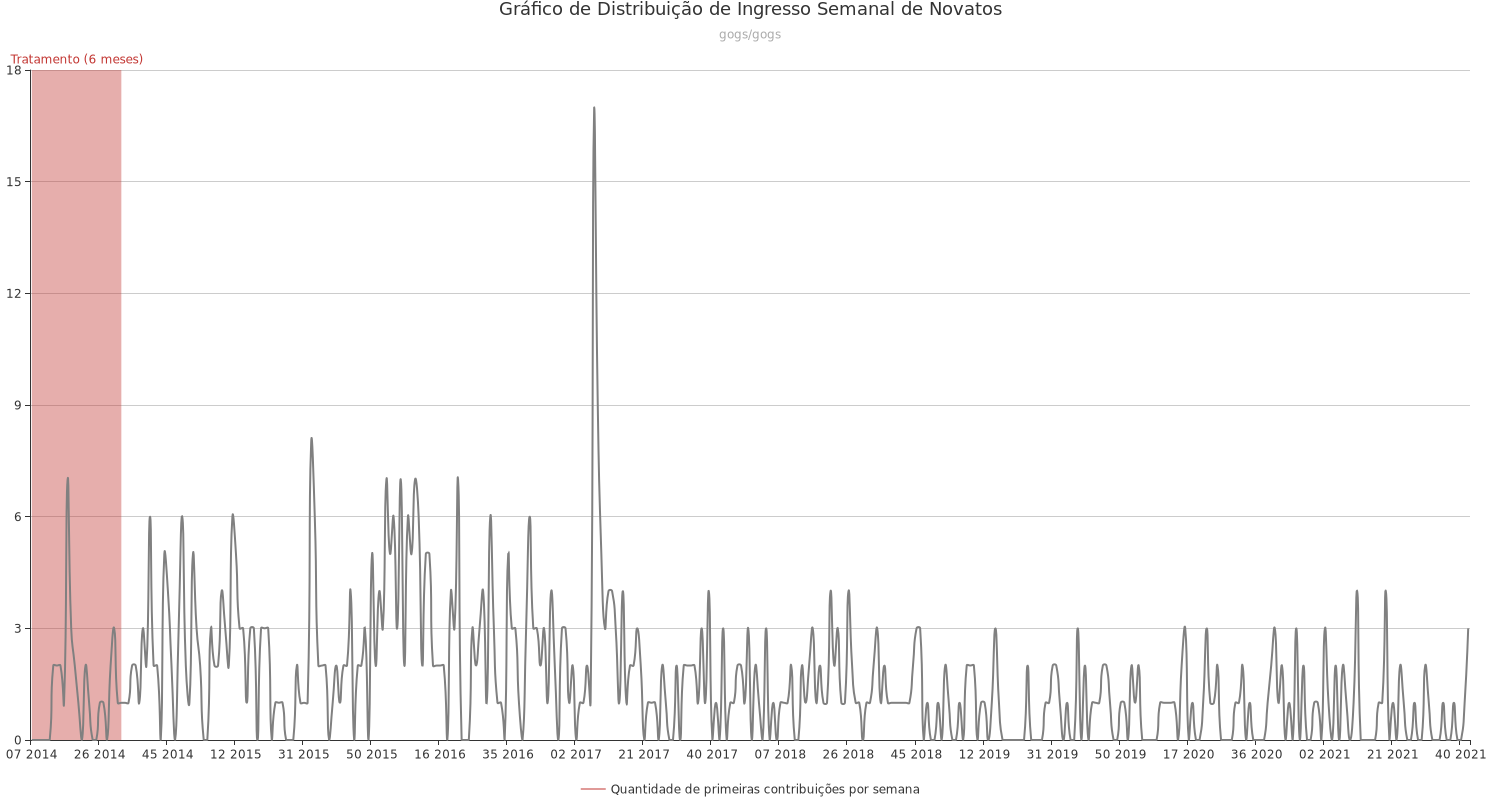 Gráfico de Distribuição de Ingresso Semanal de Novatos
gogs/gogs
Tratamento (6 meses)
18
15
12
9
6
3
0
07 2014 26 2014 45 2014 12 2015 31 2015 50 2015 16 2016 35 2016 02 2017 21 2017 40 2017 07 2018 26 2018 45 2018 12 2019 31 2019 50 2019 17 2020 36 2020 02 2021 21 2021 40 2021
Quantidade de primeiras contribuições por semana